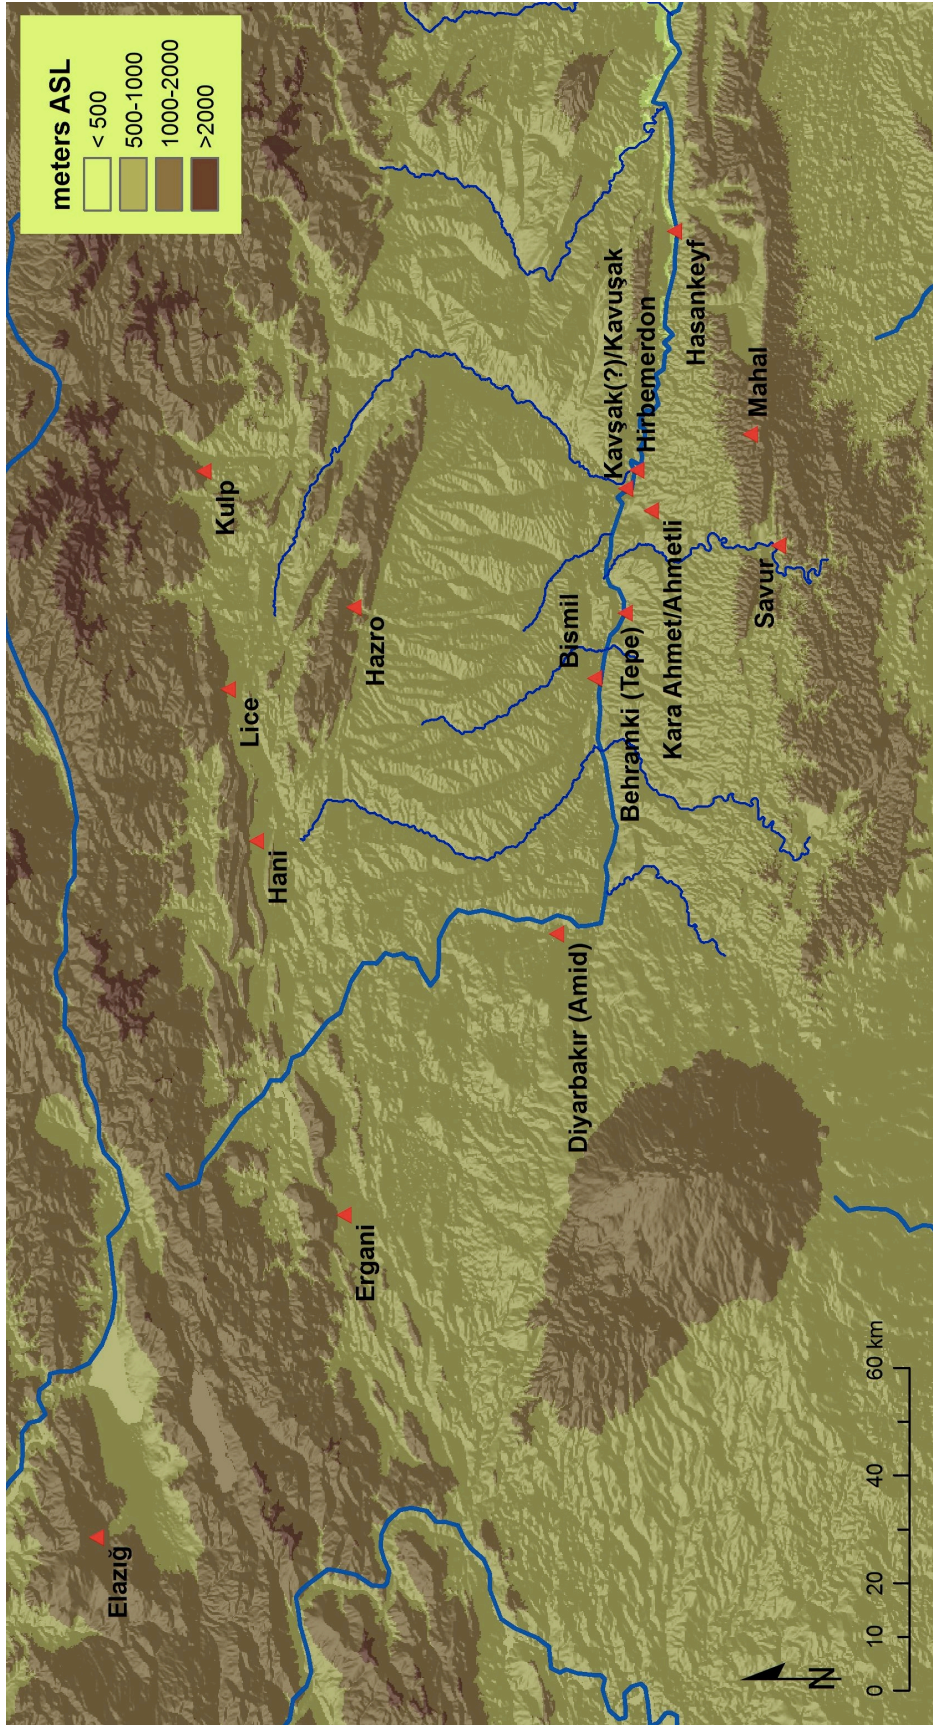 meters ASL
< 500
500-1000
1000-2000
>2000
Elazığ
Kulp
Lice
Hani
Ergani
Hazro
Bismil
Kavşak(?)/Kavuşak
Hirbemerdon
Diyarbakır (Amid)
Behramki (Tepe)
Kara Ahmet/Ahmetli
Hasankeyf
Mahal
Savur
N
0 10 20 40 60 km